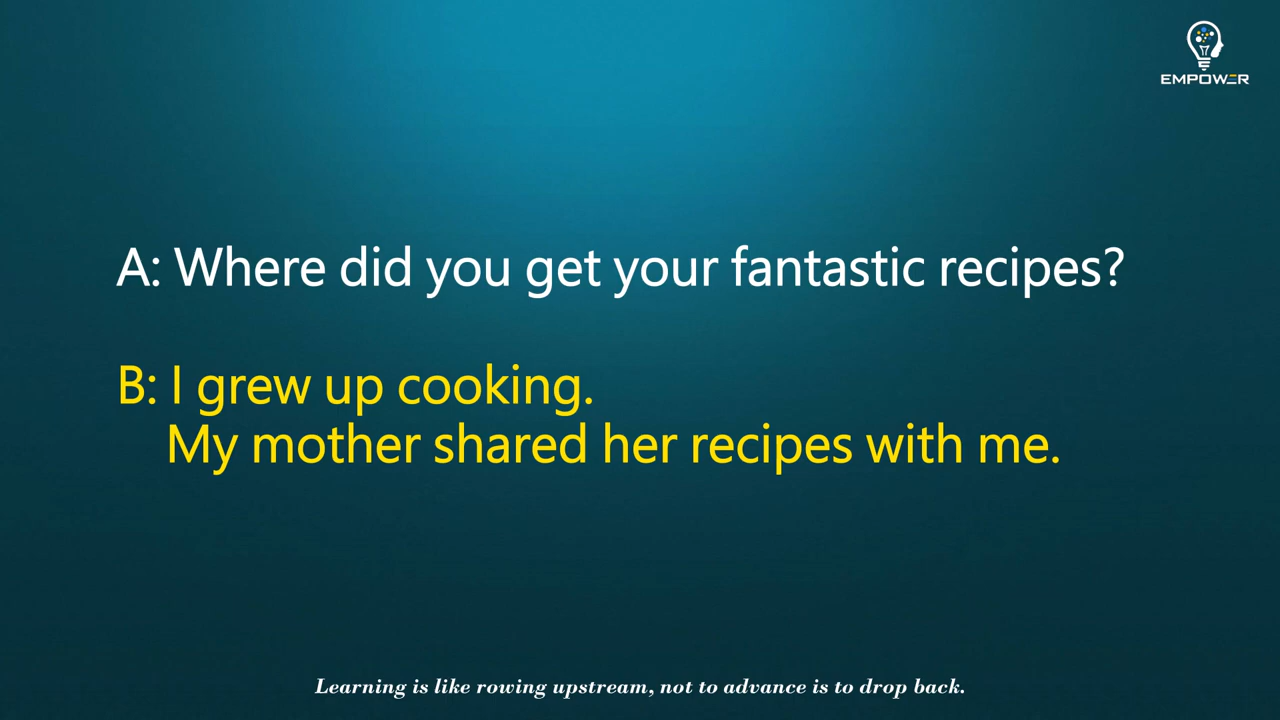 EMPOWER
A: Where did you get your fantastic recipes?
B: I grew up cooking.
My mother shared her recipes with me.
Learning is like rowing upstream, not to advance is to drop back.